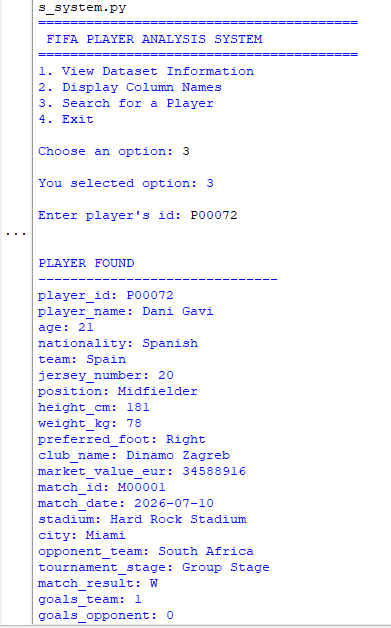 s_system.py
=======================================
FIFA PLAYER ANALYSIS SYSTEM
=======================================
1. View Dataset Information
2. Display Column Names
3. Search for a Player
4. Exit
Choose an option: 3
You selected option: 3
Enter player's id: P00072
...
PLAYER FOUND
------------------------------
player_id: P00072
player_name: Dani Gavi
age: 21
nationality: Spanish
team: Spain
jersey_number: 20
position: Midfielder
height_cm: 181
weight_kg: 78
preferred_foot: Right
club_name: Dinamo Zagreb
market_value_eur: 34588916
match_id: M00001
match_date: 2026-07-10
stadium: Hard Rock Stadium
city: Miami
opponent_team: South Africa
tournament_stage: Group Stage
match_result: W
goals_team: 1
goals_opponent: 0